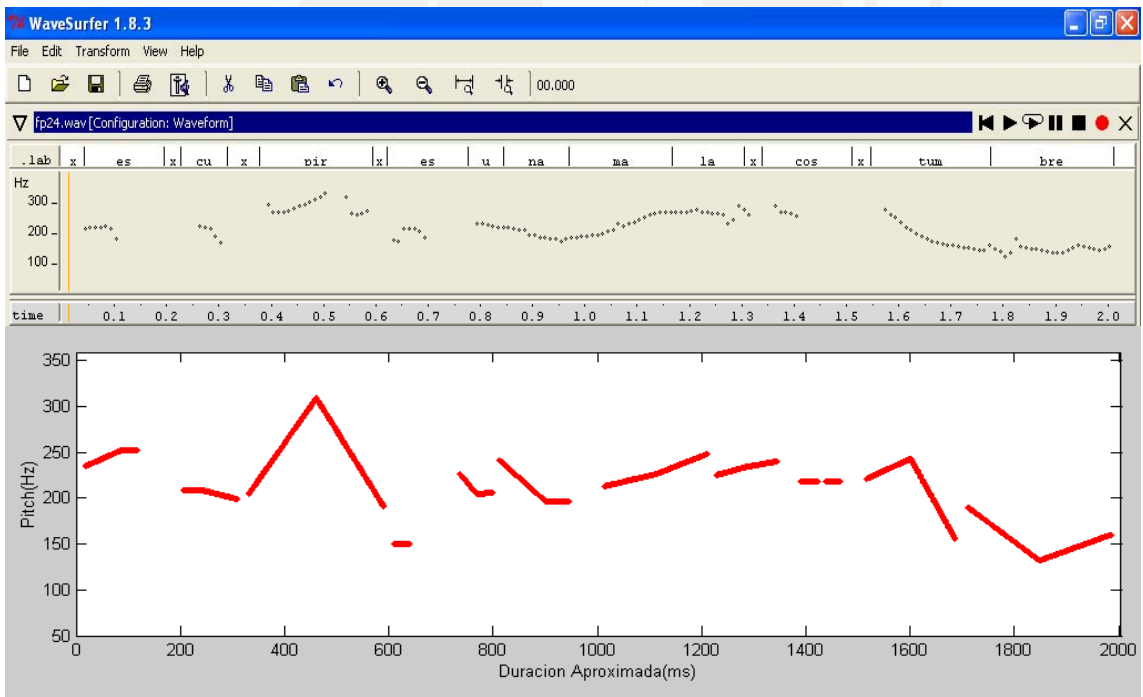 WaveSurfer 1.8.3
File Edit Transform View Help
00.000
fp24.wav[Configuration: Waveform]
.lab x es x cu x pir x es u na ma la x cos x tum bre
Hz
300
200
100
time 0.1 0.2 0.3 0.4 0.5 0.6 0.7 0.8 0.9 1.0 1.1 1.2 1.3 1.4 1.5 1.6 1.7 1.8 1.9 2.0
350
300
250
200
150
100
50
Pitch(Hz)
0 200 400 600 800 1000 1200 1400 1600 1800 2000
Duracion Aproximada(ms)